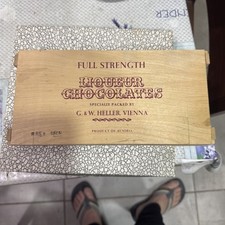 FULL STRENGTH
LIQUEUR
CHOCOLATES
SPECIALLY PACKED BY
G. & W. HELLER, VIENNA
PRODUCT OF AUSTRIA